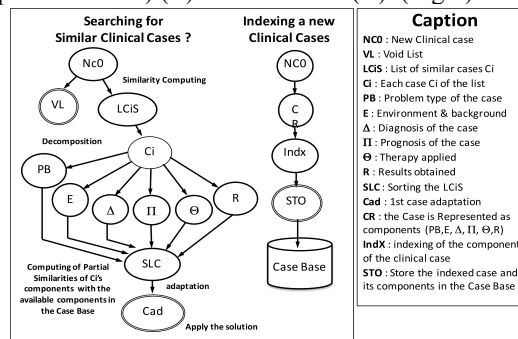 Searching for
Similar Clinical Cases ?
Nc0
VL
Similarity Computing
LCiS
Decomposition
Ci
PB
E
Δ
Π
Θ
R
SLC
Computing of Partial
Similarities of Ci's
components with the
available components in
the Case Base
adaptation
Cad
Apply the solution
Indexing a new
Clinical Cases
NC0
C
R
Indx
STO
Case Base
Caption
NC0 : New Clinical case
VL : Void List
LCiS : List of similar cases Ci
Ci : Each case Ci of the list
PB : Problem type of the case
E : Environment & background
Δ : Diagnosis of the case
Π : Prognosis of the case
Θ : Therapy applied
R : Results obtained
SLC: Sorting the LCiS
Cad : 1st case adaptation
CR : the Case is Represented as
components (PB,E, Δ, Π, Θ,R)
IndX : indexing of the component
of the clinical case
STO : Store the indexed case and
its components in the Case Base